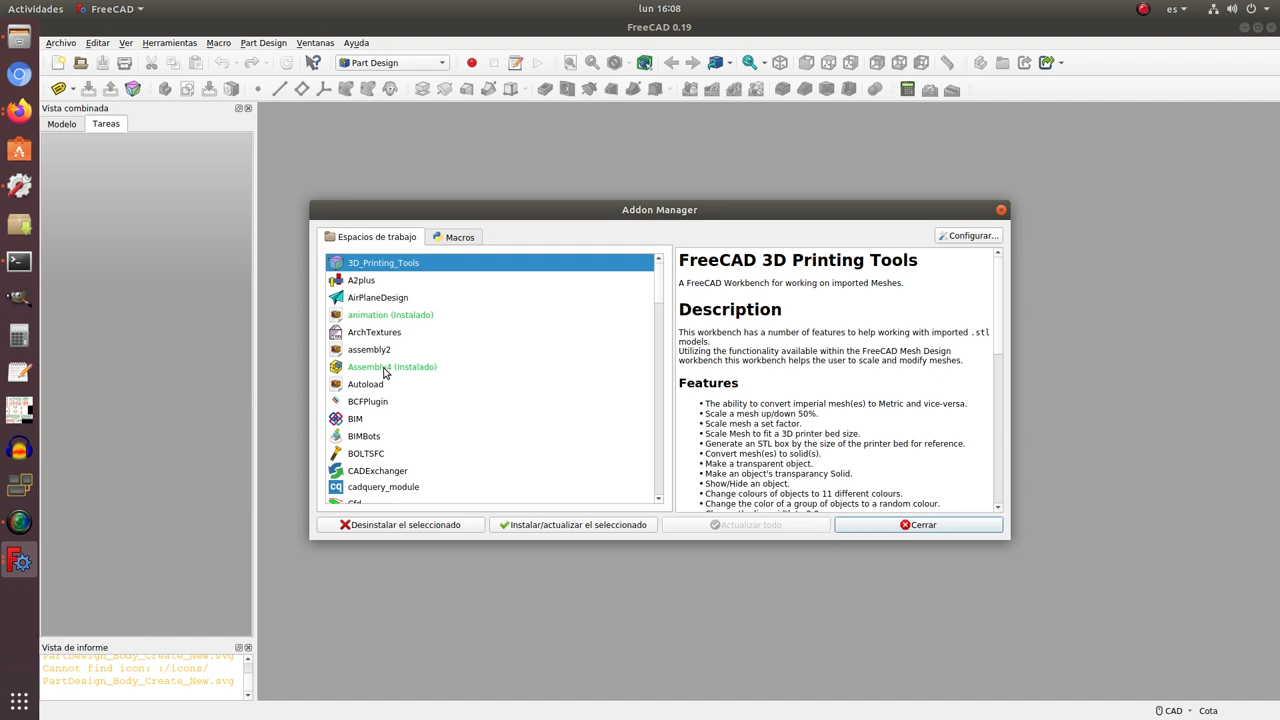 Actividades
FreeCAD
lun 16:08
es
FreeCAD 0.19
Archivo Editar Ver Herramientas Macro Part Design Ventanas Ayuda
Part Design
Vista combinada
Modelo Tareas
Addon Manager
Espacios de trabajo Macros Configurar...
3D_Printing_Tools
A2plus
AirPlaneDesign
animation (Instalado)
ArchTextures
assembly2
Assembly4 (Instalado)
Autoload
BCFPlugin
BIM
BIMBots
BOLTSFC
CADExchanger
cq cadquery_module
Cfd
FreeCAD 3D Printing Tools
A FreeCAD Workbench for working on imported Meshes.
Description
This workbench has a number of features to help working with imported .stl
models.
Utilizing the functionality available within the FreeCAD Mesh Design
workbench this workbench helps the user to scale and modify meshes.
Features
• The ability to convert imperial mesh(es) to Metric and vice-versa.
• Scale a mesh up/down 50%.
• Scale mesh a set factor.
• Scale Mesh to fit a 3D printer bed size.
• Generate an STL box by the size of the printer bed for reference.
• Convert mesh(es) to solid(s).
• Make a transparent object.
• Make an object's transparancy Solid.
• Show/Hide an object.
• Change colours of objects to 11 different colours.
• Change the color of a group of objects to a random colour.
Desinstalar el seleccionado Instalar/actualizar el seleccionado Actualizar todo Cerrar
Vista de informe
PartDesign_Body_Create_New.svg
Cannot find icon: :/icons/
PartDesign_Body_Create_New.svg
CAD Cota